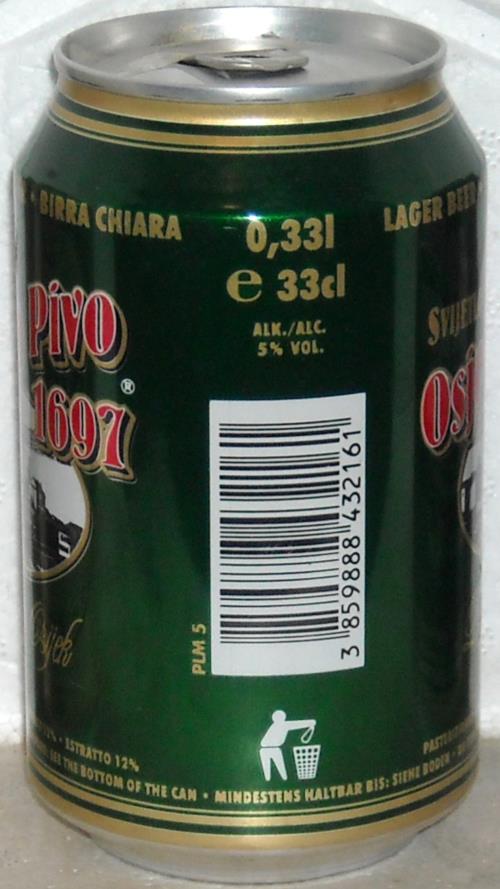 • BIRRA CHIARA
Pivo
1697®
S
ESTRATTO 12%
SEE THE BOTTOM OF THE CAN • MINDESTENS HALTBAR BIS: SIEHE BODEN
0,33l
e 33cl
ALK./ALC.
5% VOL.
3 859888 432161
PLM 5
LAGER BEER